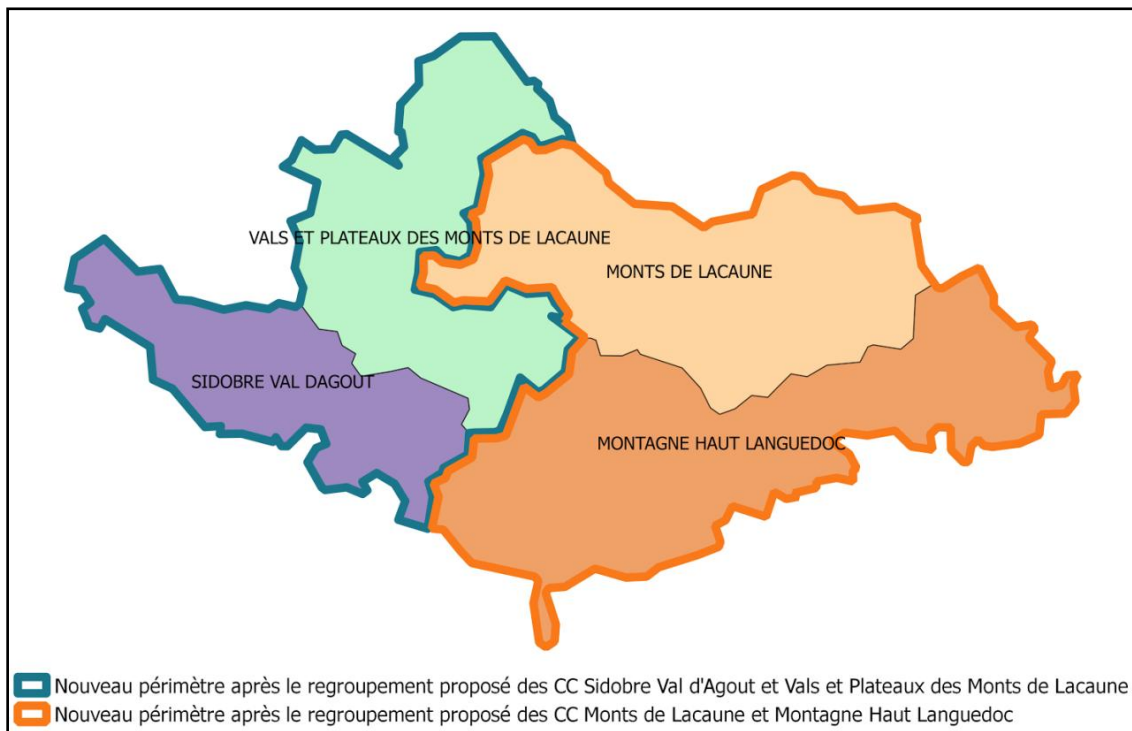 VALS ET PLATEAUX DES MONTS DE LACAUNE
MONTS DE LACAUNE
SIDOBRE VAL DAGOUT
MONTAGNE HAUT LANGUEDOC
Nouveau périmètre après le regroupement proposé des CC Sidobre Val d'Agout et Vals et Plateaux des Monts de Lacaune
Nouveau périmètre après le regroupement proposé des CC Monts de Lacaune et Montagne Haut Languedoc